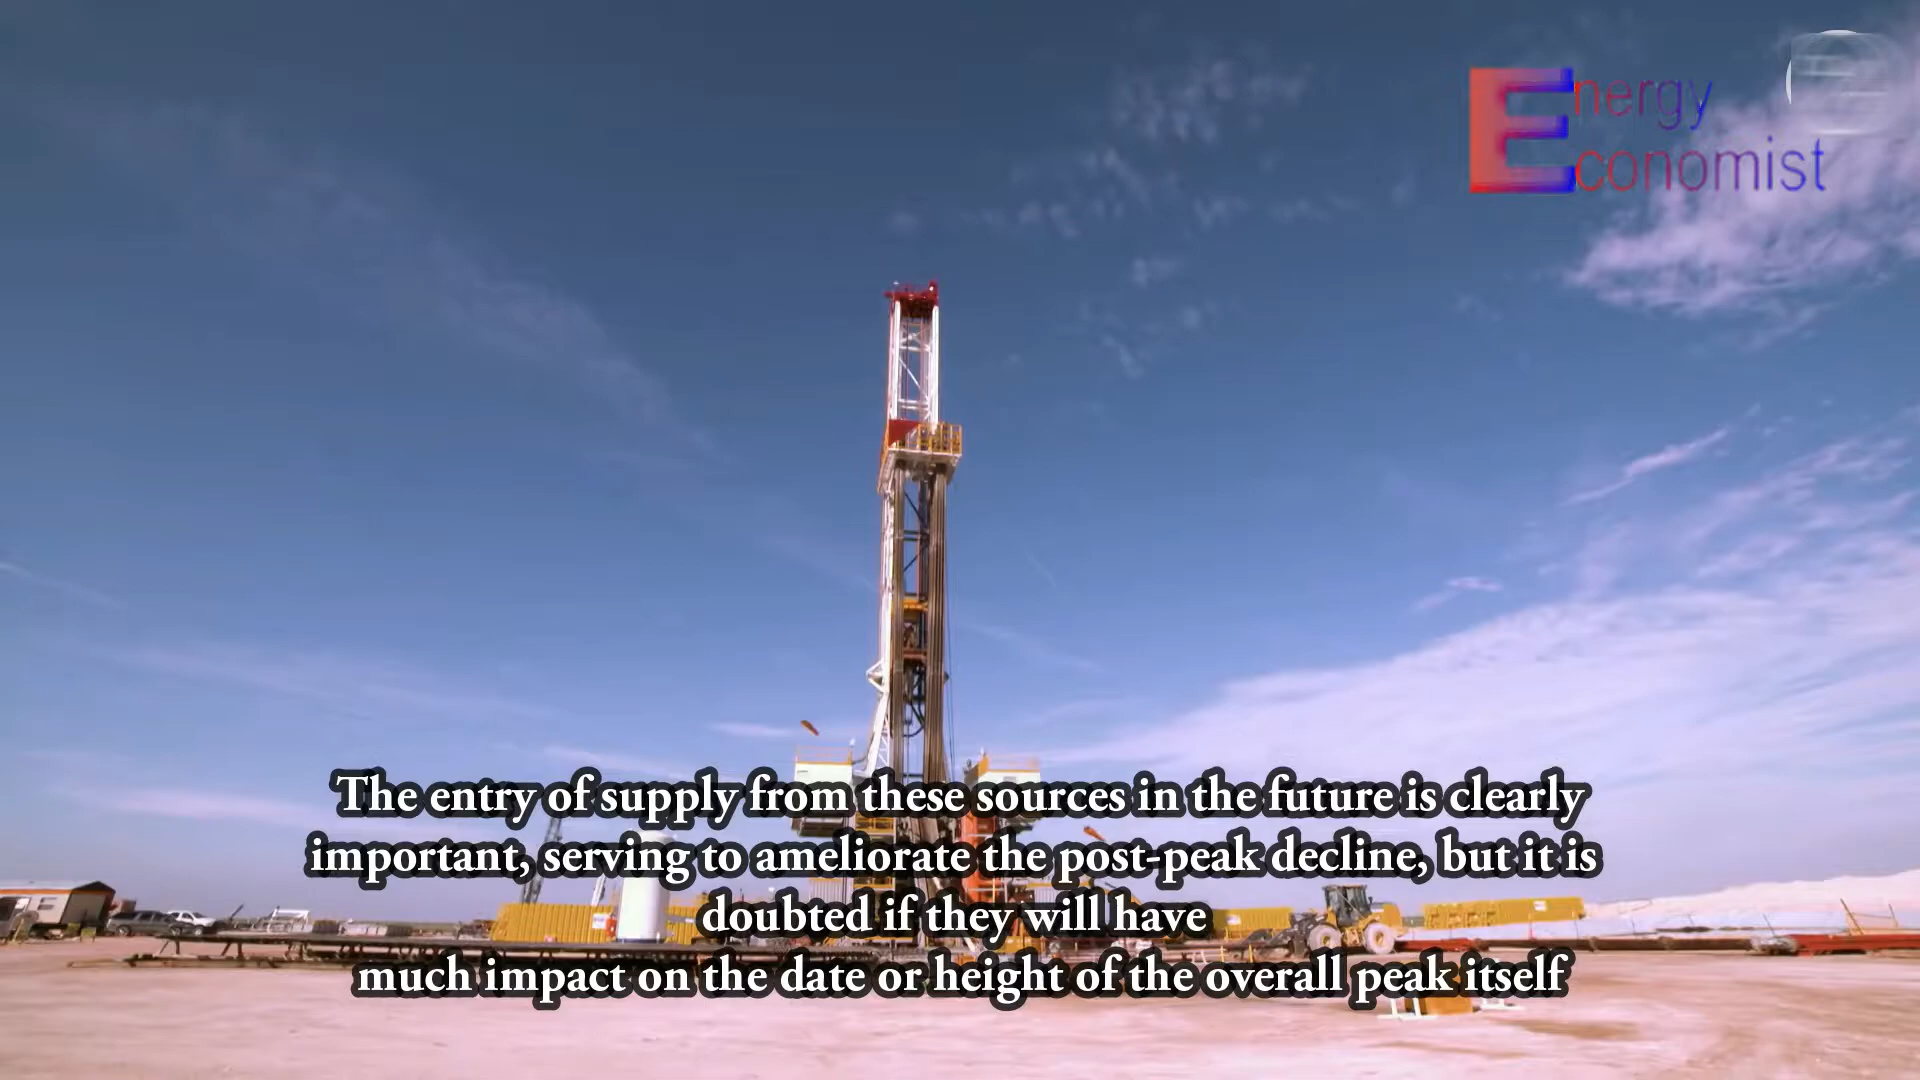 Energy
Economist
The entry of supply from these sources in the future is clearly
important, serving to ameliorate the post-peak decline, but it is
doubted if they will have
much impact on the date or height of the overall peak itself